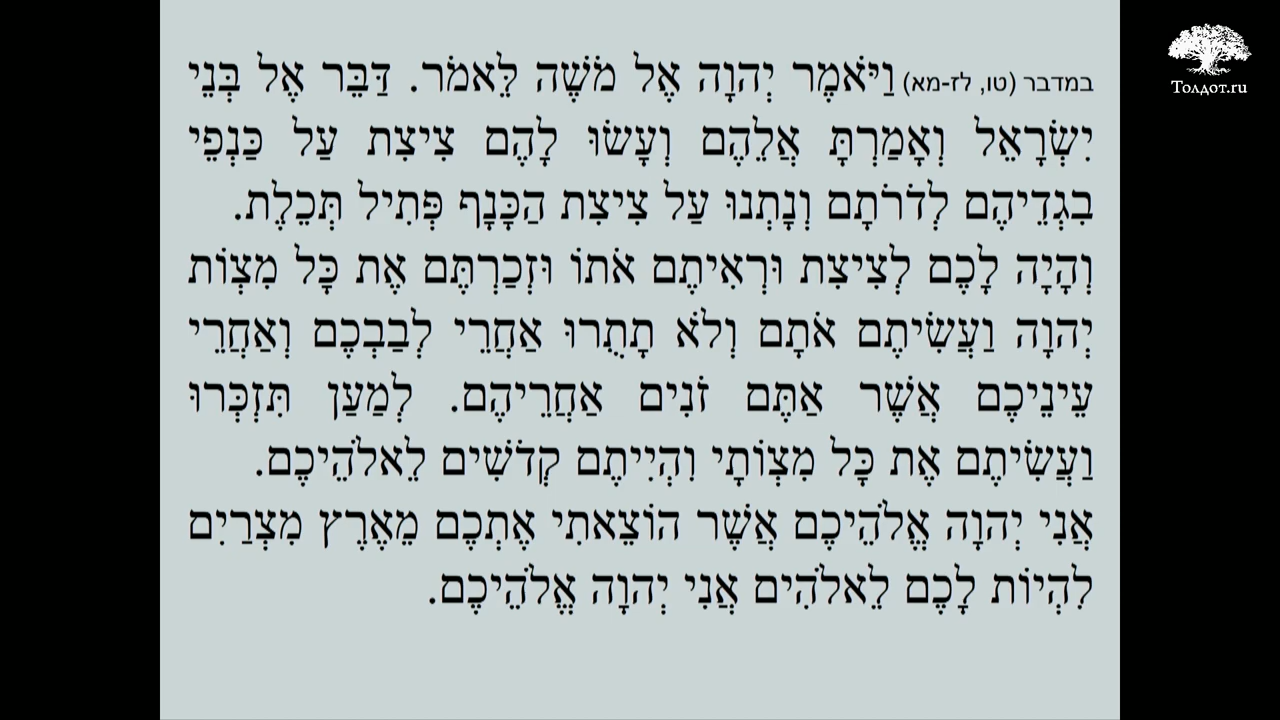 במדבר (טו, לז-מא) וַיֹּאמֶר יְהוָה אֶל מֹשֶׁה לֵּאמֹר. דַּבֵּר אֶל בְּנֵי
יִשְׂרָאֵל וְאָמַרְתָּ אֲלֵהֶם וְעָשׂוּ לָהֶם צִיצִת עַל כַּנְפֵי
בִגְדֵיהֶם לְדֹרֹתָם וְנָתְנוּ עַל צִיצִת הַכָּנָף פְּתִיל תְּכֵלֶת.
וְהָיָה לָכֶם לְצִיצִת וּרְאִיתֶם אֹתוֹ וּזְכַרְתֶּם אֶת כָּל מִצְוֹת
יְהוָה וַעֲשִׂיתֶם אֹתָם וְלֹא תָתֻרוּ אַחֲרֵי לְבַבְכֶם וְאַחֲרֵי
עֵינֵיכֶם אֲשֶׁר אַתֶּם זֹנִים אַחֲרֵיהֶם. לְמַעַן תִּזְכְּרוּ
וַעֲשִׂיתֶם אֶת כָּל מִצְוֹתָי וִהְיִיתֶם קְדֹשִׁים לֵאלֹהֵיכֶם.
אֲנִי יְהוָה אֱלֹהֵיכֶם אֲשֶׁר הוֹצֵאתִי אֶתְכֶם מֵאֶרֶץ מִצְרַיִם
לִהְיוֹת לָכֶם לֵאלֹהִים אֲנִי יְהוָה אֱלֹהֵיכֶם.
Толдот.ru